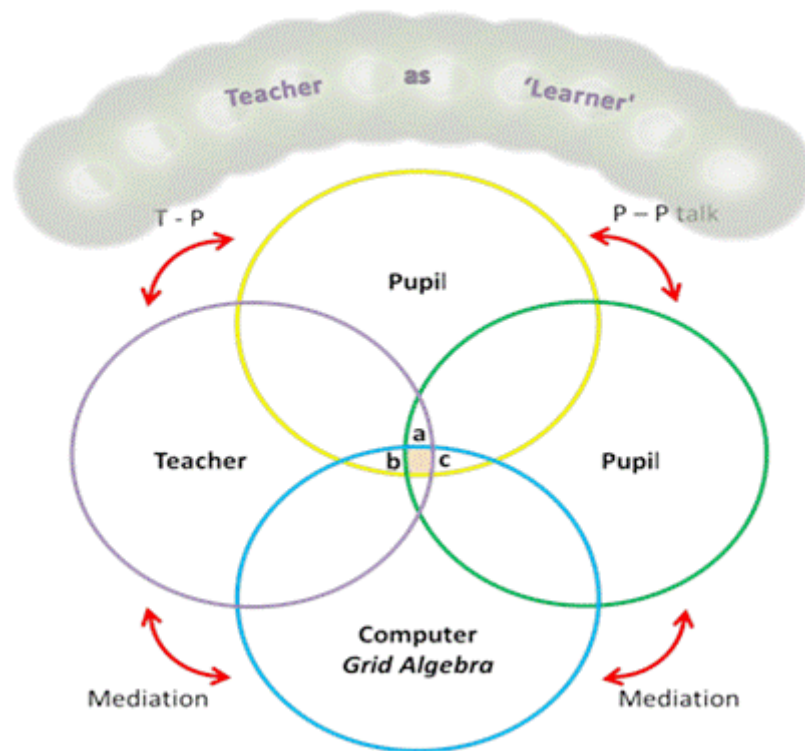 Teacher as 'Learner'
T - P
P – P talk
Pupil
a
b c
Teacher
Pupil
Computer
Grid Algebra
Mediation
Mediation